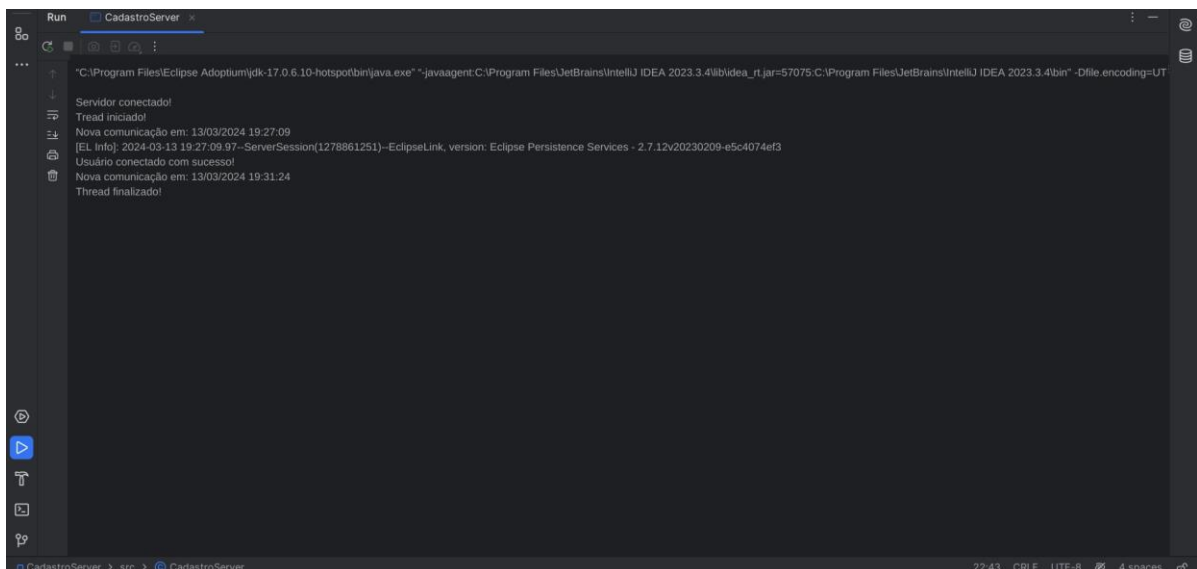 Run CadastroServer
"C:\Program Files\Eclipse Adoptium\jdk-17.0.6.10-hotspot\bin\java.exe" "-javaagent:C:\Program Files\JetBrains\IntelliJ IDEA 2023.3.4\lib\idea_rt.jar=57075:C:\Program Files\JetBrains\IntelliJ IDEA 2023.3.4\bin" -Dfile.encoding=UT
Servidor conectado!
Tread iniciado!
Nova comunicação em: 13/03/2024 19:27:09
[EL Info]: 2024-03-13 19:27:09.97--ServerSession(1278861251)--EclipseLink, version: Eclipse Persistence Services - 2.7.12v20230209-e5c4074ef3
Usuário conectado com sucesso!
Nova comunicação em: 13/03/2024 19:31:24
Thread finalizado!
CadastroServer > src > CadastroServer 22:43 CRLF UTF-8 4 spaces